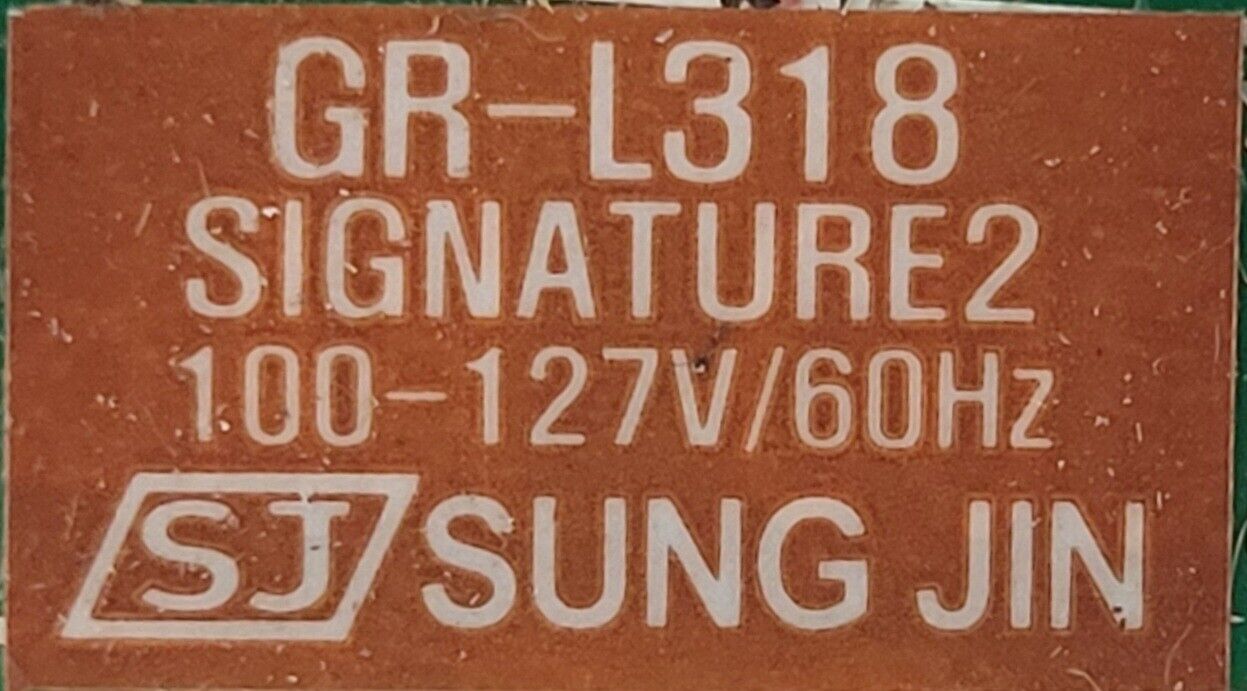 GR-L318
SIGNATURE2
100-127V/60Hz
SJ SUNG JIN